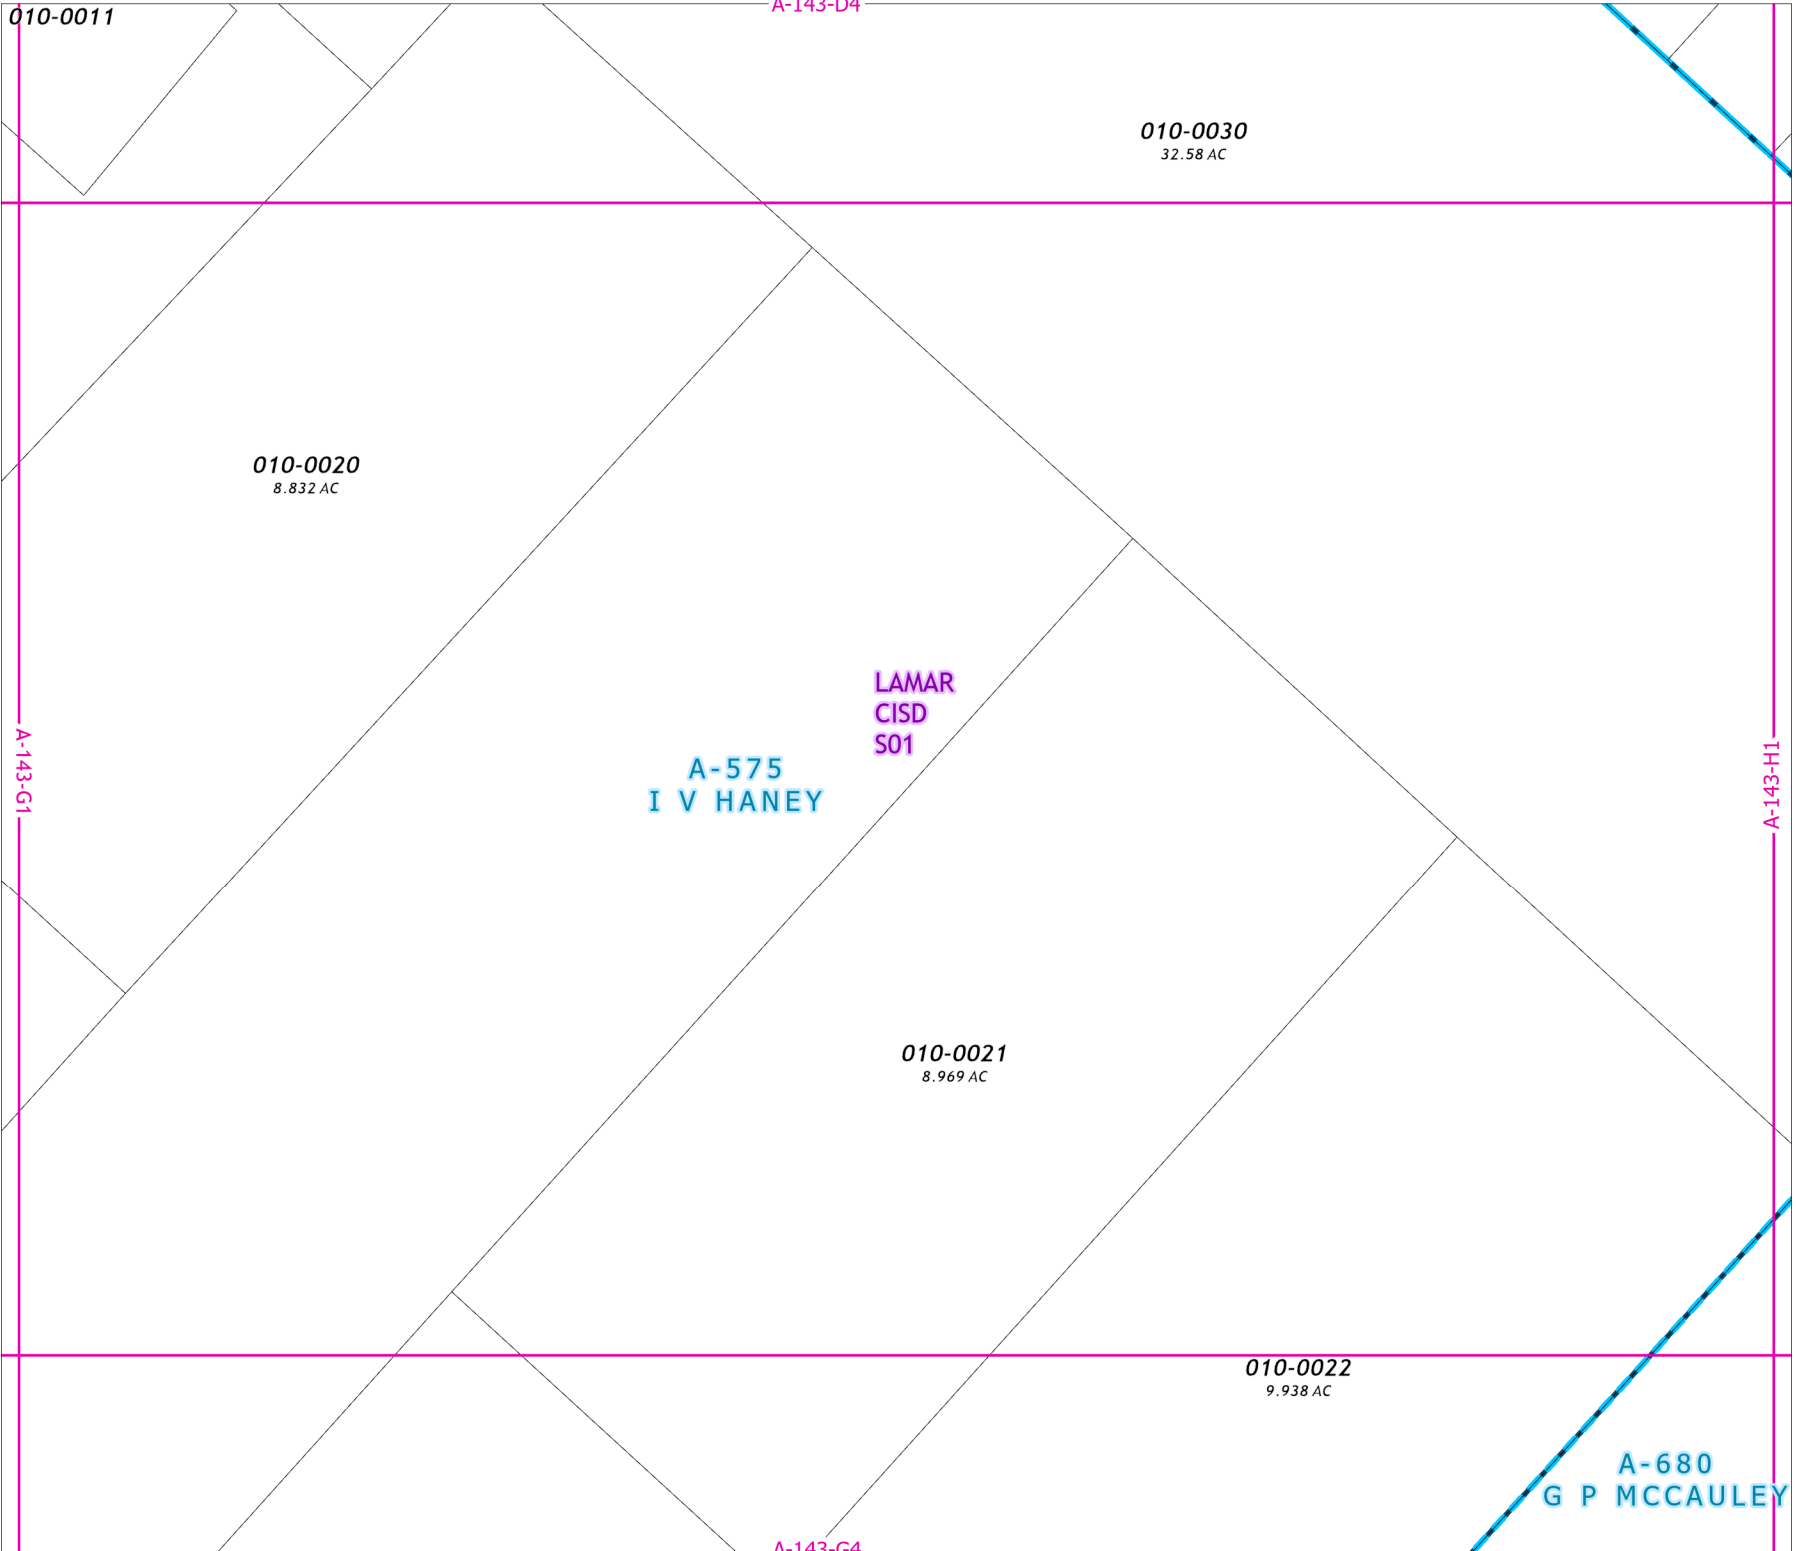 A-143-D4
010-0011
010-0030
32.58 AC
010-0020
8.832 AC
LAMAR
CISD
S01
A-575
I V HANEY
A-143-G1
A-143-H1
010-0021
8.969 AC
010-0022
9.938 AC
A-680
G P MCCAULEY
A-143-G4